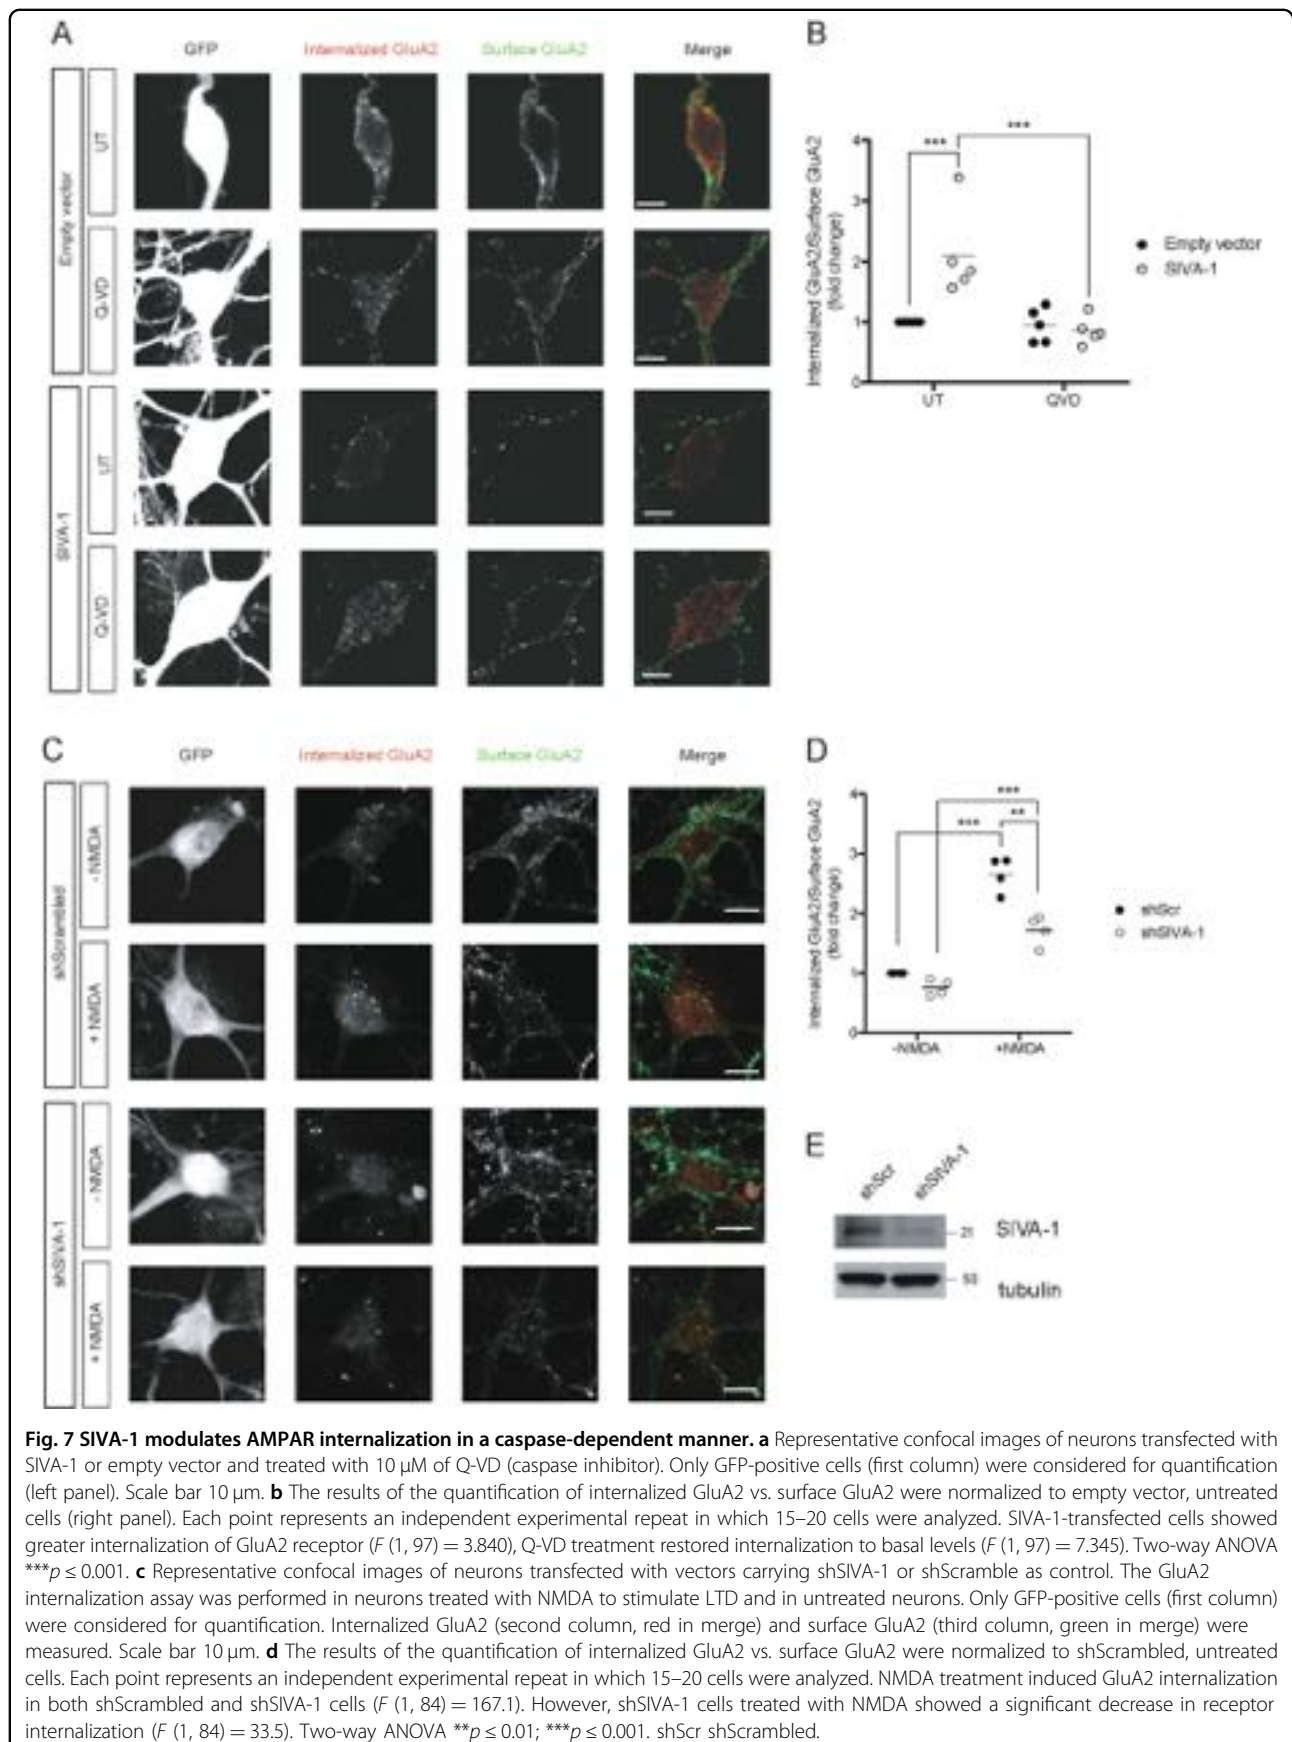 A
GFP
Internalized GluA2
Surface GluA2
Merge
Empty vector
UT
Q-VD
SIVA-1
UT
Q-VD
B
Internalized GluA2/Surface GluA2
(fold change)
4
3
2
1
0
***
***
UT
QVD
Empty vector
SIVA-1
C
GFP
Internalized GluA2
Surface GluA2
Merge
shScrambled
- NMDA
+ NMDA
shSIVA-1
- NMDA
+ NMDA
D
Internalized GluA2/Surface GluA2
(fold change)
4
3
2
1
0
***
***
**
-NMDA
+NMDA
shScr
shSIVA-1
E
shScr
shSIVA-1
21
SIVA-1
50
tubulin
Fig. 7 SIVA-1 modulates AMPAR internalization in a caspase-dependent manner. a Representative confocal images of neurons transfected with
SIVA-1 or empty vector and treated with 10 μM of Q-VD (caspase inhibitor). Only GFP-positive cells (first column) were considered for quantification
(left panel). Scale bar 10 μm. b The results of the quantification of internalized GluA2 vs. surface GluA2 were normalized to empty vector, untreated
cells (right panel). Each point represents an independent experimental repeat in which 15–20 cells were analyzed. SIVA-1-transfected cells showed
greater internalization of GluA2 receptor (F (1, 97) = 3.840), Q-VD treatment restored internalization to basal levels (F (1, 97) = 7.345). Two-way ANOVA
***p ≤ 0.001. c Representative confocal images of neurons transfected with vectors carrying shSIVA-1 or shScramble as control. The GluA2
internalization assay was performed in neurons treated with NMDA to stimulate LTD and in untreated neurons. Only GFP-positive cells (first column)
were considered for quantification. Internalized GluA2 (second column, red in merge) and surface GluA2 (third column, green in merge) were
measured. Scale bar 10 μm. d The results of the quantification of internalized GluA2 vs. surface GluA2 were normalized to shScrambled, untreated
cells. Each point represents an independent experimental repeat in which 15–20 cells were analyzed. NMDA treatment induced GluA2 internalization
in both shScrambled and shSIVA-1 cells (F (1, 84) = 167.1). However, shSIVA-1 cells treated with NMDA showed a significant decrease in receptor
internalization (F (1, 84) = 33.5). Two-way ANOVA **p ≤ 0.01; ***p ≤ 0.001. shScr shScrambled.